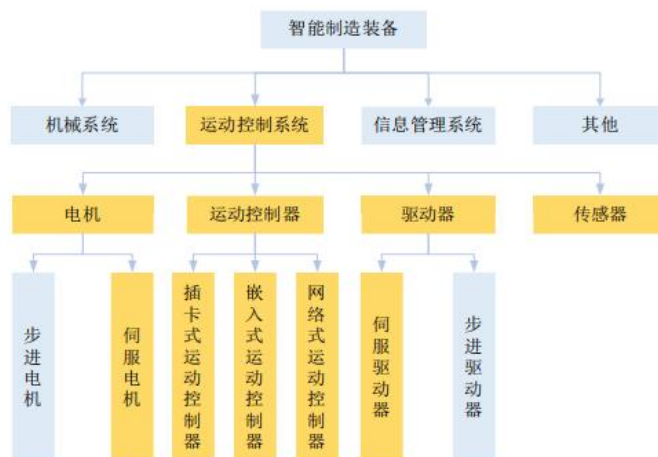 智能制造装备
机械系统
运动控制系统
信息管理系统
其他
电机
运动控制器
驱动器
传感器
步进电机
伺服电机
插卡式运动控制器
嵌入式运动控制器
网络式运动控制器
伺服驱动器
步进驱动器